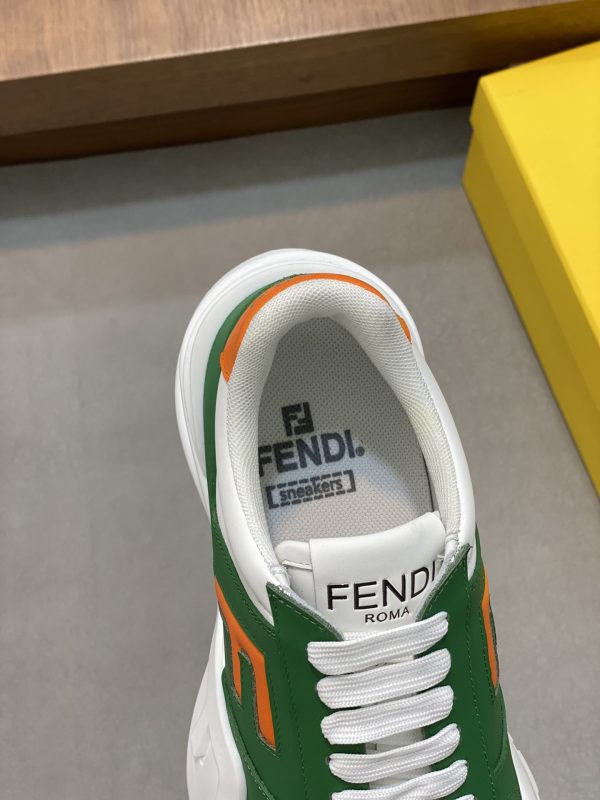 FENDI.
[sneakers]
FENDI
ROMA